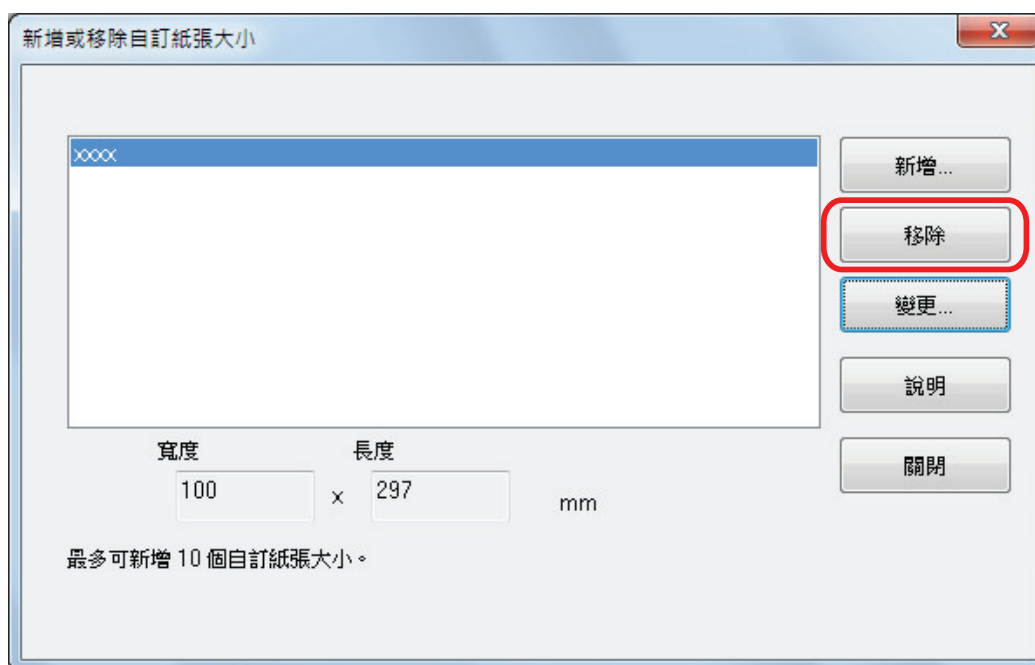 新增或移除自訂紙張大小
xxxx
新增...
移除
變更...
說明
關閉
寬度 長度
100 x 297 mm
最多可新增 10 個自訂紙張大小。